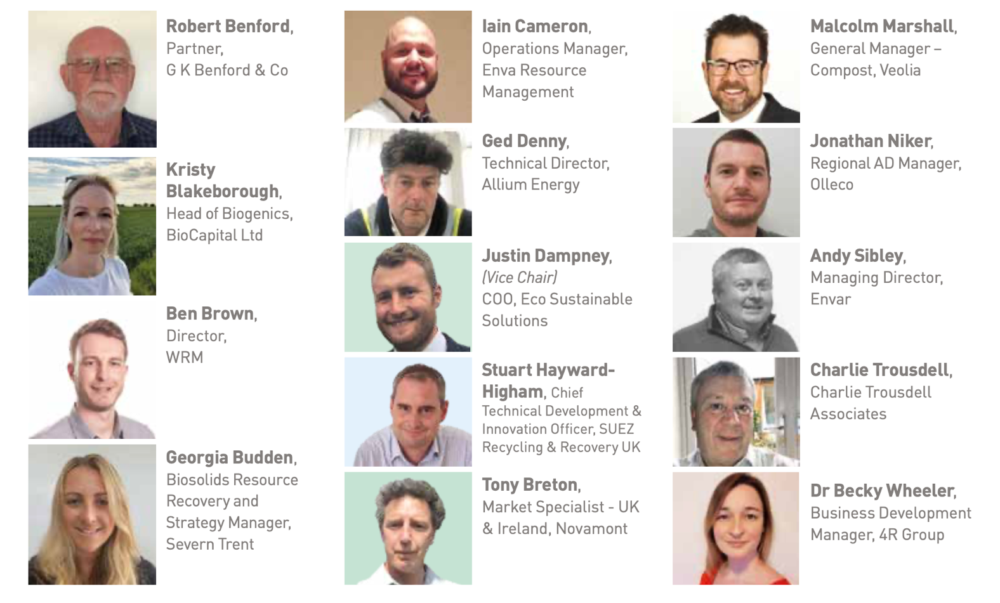 Robert Benford,
Partner,
G K Benford & Co
Kristy
Blakeborough,
Head of Biogenics,
BioCapital Ltd
Ben Brown,
Director,
WRM
Georgia Budden,
Biosolids Resource
Recovery and
Strategy Manager,
Severn Trent
Iain Cameron,
Operations Manager,
Enva Resource
Management
Ged Denny,
Technical Director,
Allium Energy
Justin Dampney,
(Vice Chair)
COO, Eco Sustainable
Solutions
Stuart Hayward-
Higham, Chief
Technical Development &
Innovation Officer, SUEZ
Recycling & Recovery UK
Tony Breton,
Market Specialist - UK
& Ireland, Novamont
Malcolm Marshall,
General Manager –
Compost, Veolia
Jonathan Niker,
Regional AD Manager,
Olleco
Andy Sibley,
Managing Director,
Envar
Charlie Trousdell,
Charlie Trousdell
Associates
Dr Becky Wheeler,
Business Development
Manager, 4R Group